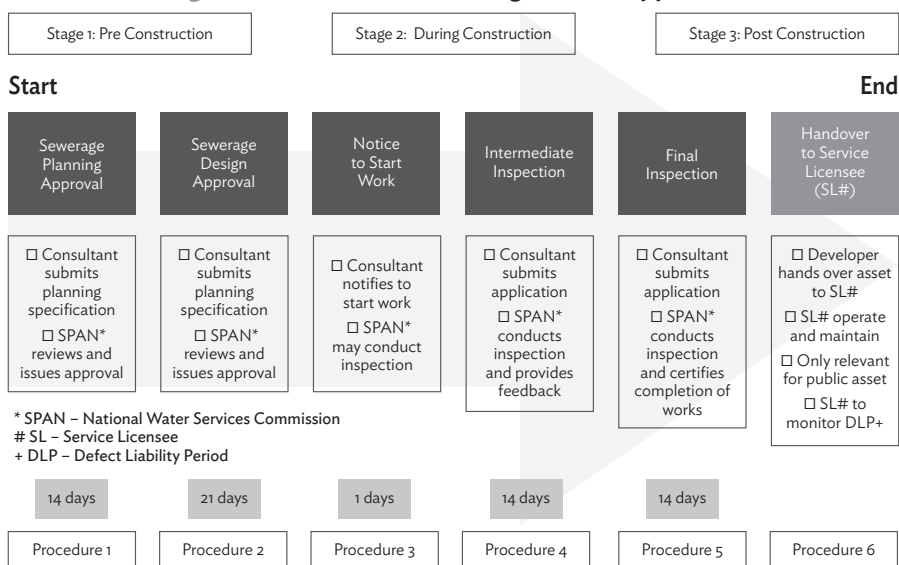 Stage 1: Pre Construction
Stage 2: During Construction
Stage 3: Post Construction
Start
End
Sewerage
Planning
Approval
Sewerage
Design
Approval
Notice
to Start
Work
Intermediate
Inspection
Final
Inspection
Handover
to Service
Licensee
(SL#)
☐ Consultant
submits
planning
specification
☐ SPAN*
reviews and
issues approval
☐ Consultant
submits
planning
specification
☐ SPAN*
reviews and
issues approval
☐ Consultant
notifies to
start work
☐ SPAN*
may conduct
inspection
☐ Consultant
submits
application
☐ SPAN*
conducts
inspection
and provides
feedback
☐ Consultant
submits
application
☐ SPAN*
conducts
inspection
and certifies
completion of
works
☐ Developer
hands over asset
to SL#
☐ SL# operate
and maintain
☐ Only relevant
for public asset
☐ SL# to
monitor DLP+
* SPAN – National Water Services Commission
# SL – Service Licensee
+ DLP – Defect Liability Period
14 days
21 days
1 days
14 days
14 days
Procedure 1
Procedure 2
Procedure 3
Procedure 4
Procedure 5
Procedure 6